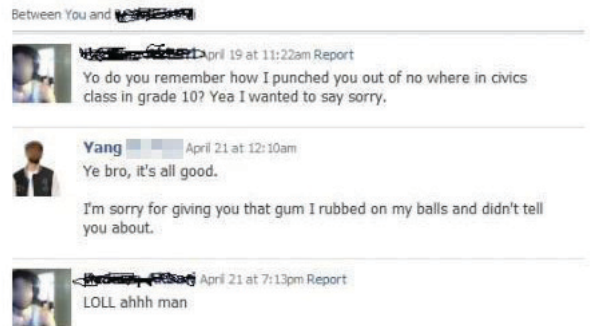 Between You and
April 19 at 11:22am Report
Yo do you remember how I punched you out of no where in civics
class in grade 10? Yea I wanted to say sorry.
Yang April 21 at 12:10am
Ye bro, it's all good.
I'm sorry for giving you that gum I rubbed on my balls and didn't tell
you about.
April 21 at 7:13pm Report
LOLL ahhh man